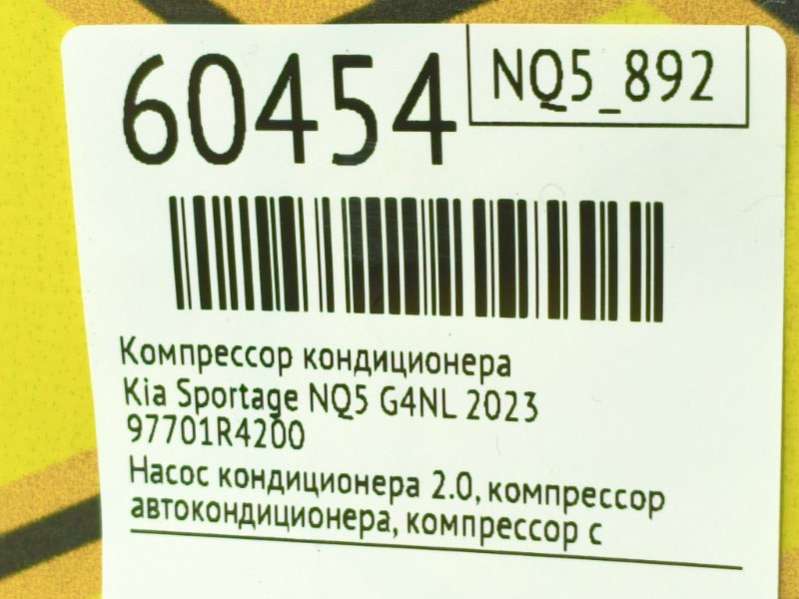 60454
NQ5_892
Компрессор кондиционера
Kia Sportage NQ5 G4NL 2023
97701R4200
Насос кондиционера 2.0, компрессор
автокондиционера, компрессор с